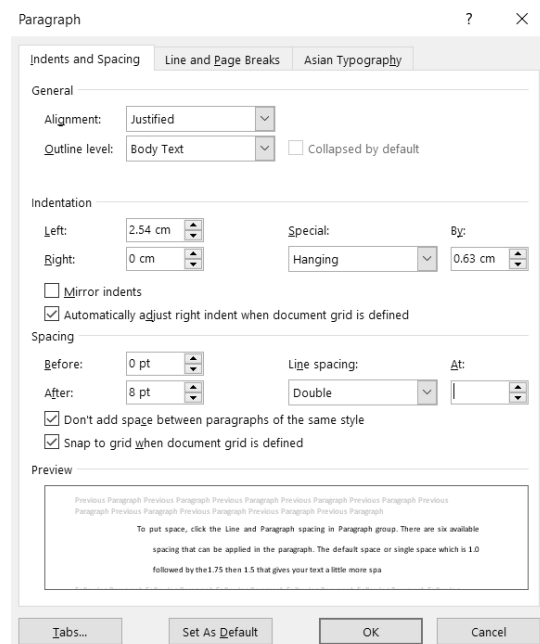 Paragraph ? ×
Indents and Spacing Line and Page Breaks Asian Typography
General
Alignment: Justified
Outline level: Body Text Collapsed by default
Indentation
Left: 2.54 cm Special: By:
Right: 0 cm Hanging 0.63 cm
Mirror indents
Automatically adjust right indent when document grid is defined
Spacing
Before: 0 pt Line spacing: At:
After: 8 pt Double
Don't add space between paragraphs of the same style
Snap to grid when document grid is defined
Preview
Previous Paragraph Previous Paragraph Previous Paragraph Previous Paragraph Previous Paragraph Previous
Paragraph Previous Paragraph Previous Paragraph Previous Paragraph Previous Paragraph
To put space, click the Line and Paragraph spacing in Paragraph group. There are six available
spacing that can be applied in the paragraph. The default space or single space which is 1.0
followed by the1.75 then 1.5 that gives your text a little more spa
Tabs... Set As Default OK Cancel